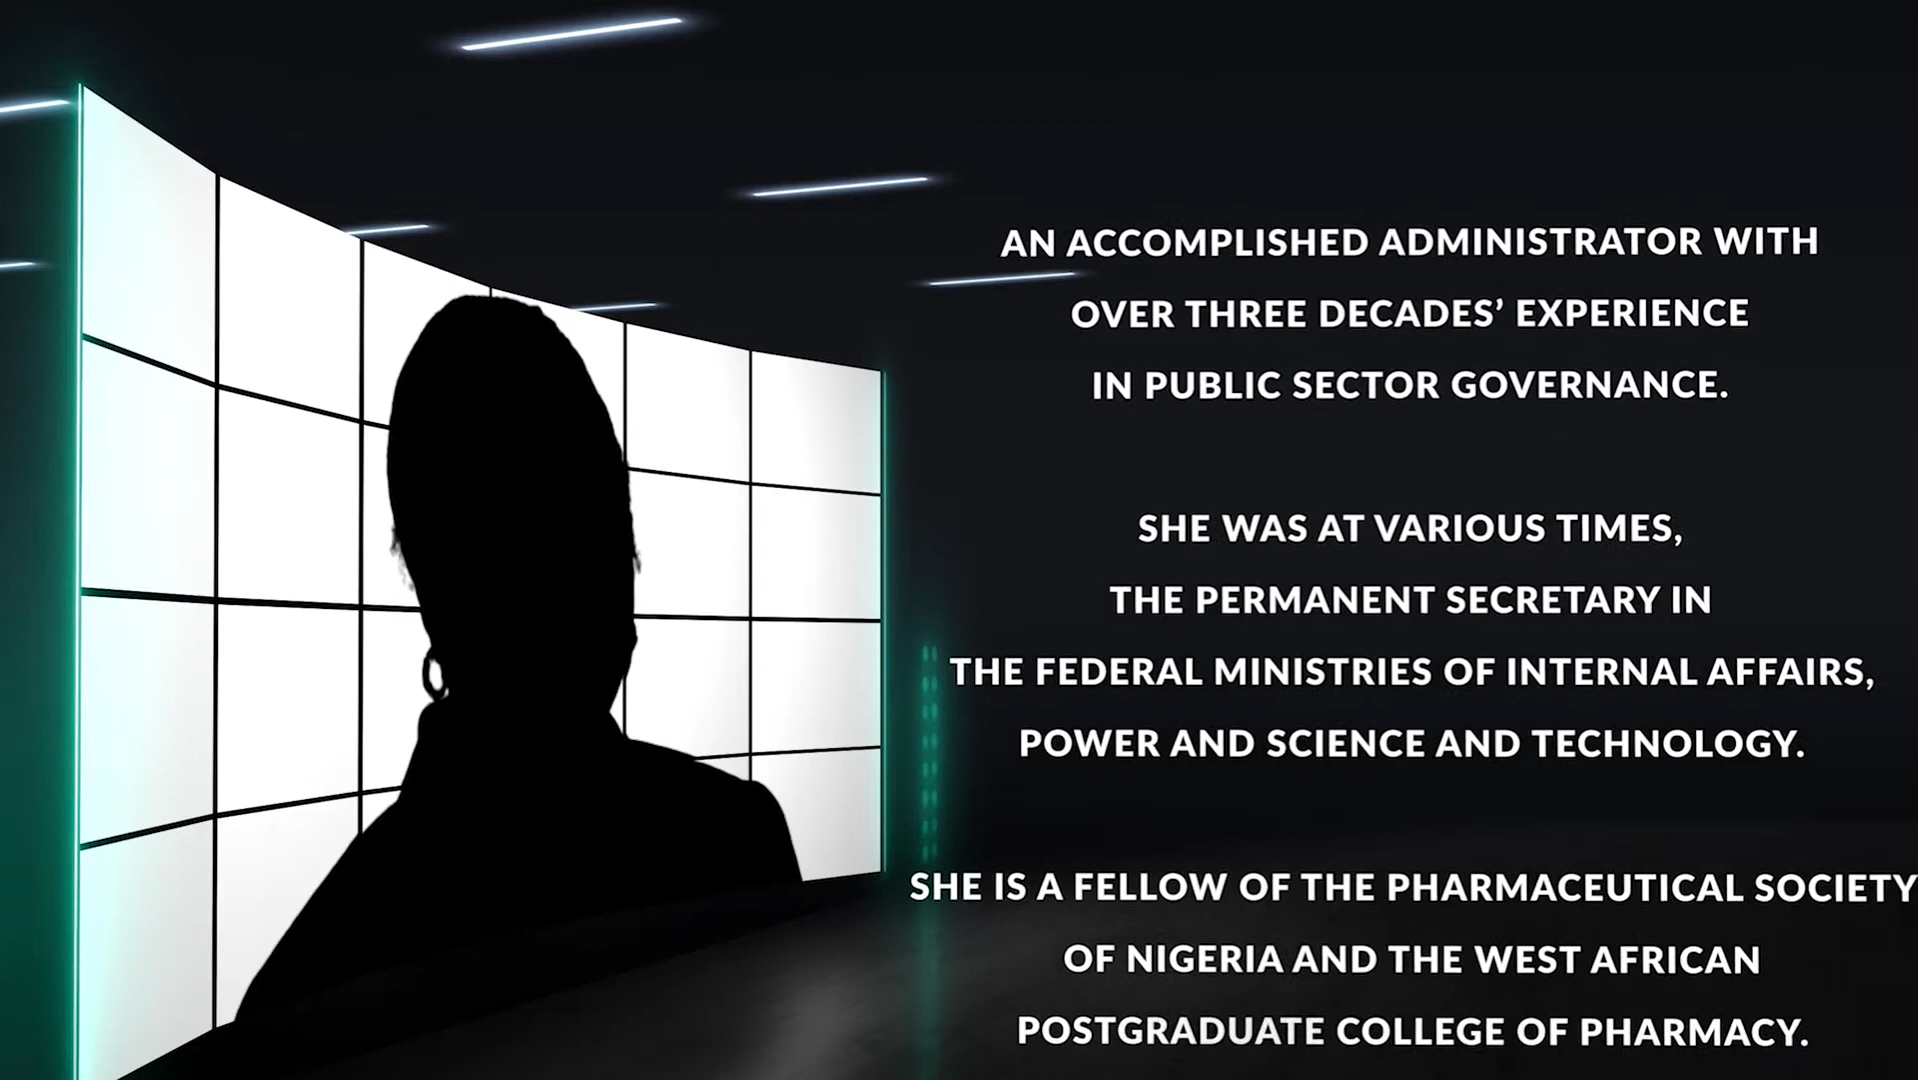 AN ACCOMPLISHED ADMINISTRATOR WITH
OVER THREE DECADES’ EXPERIENCE
IN PUBLIC SECTOR GOVERNANCE.
SHE WAS AT VARIOUS TIMES,
THE PERMANENT SECRETARY IN
THE FEDERAL MINISTRIES OF INTERNAL AFFAIRS,
POWER AND SCIENCE AND TECHNOLOGY.
SHE IS A FELLOW OF THE PHARMACEUTICAL SOCIETY
OF NIGERIA AND THE WEST AFRICAN
POSTGRADUATE COLLEGE OF PHARMACY.